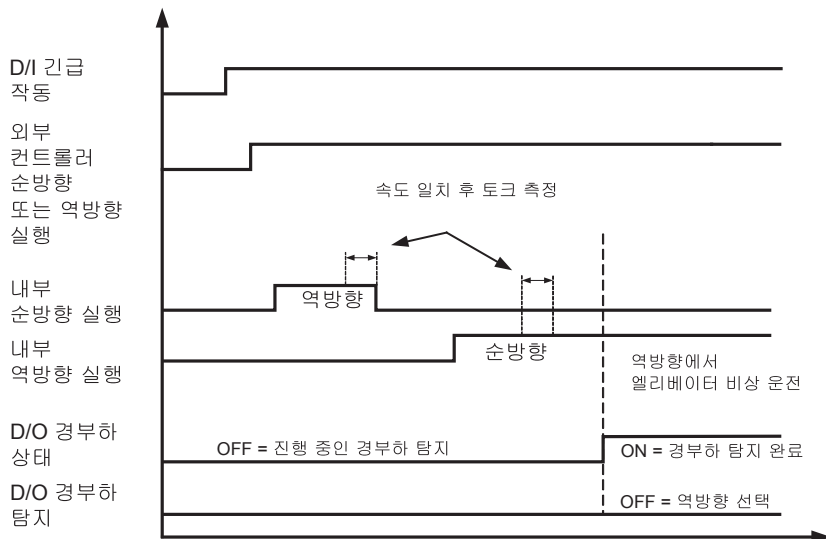 D/I 긴급
작동
외부
컨트롤러
순방향
또는 역방향
실행
속도 일치 후 토크 측정
내부
순방향 실행
역방향
내부
역방향 실행
순방향
역방향에서
엘리베이터 비상 운전
D/O 경부하
상태
OFF = 진행 중인 경부하 탐지
ON = 경부하 탐지 완료
D/O 경부하
탐지
OFF = 역방향 선택